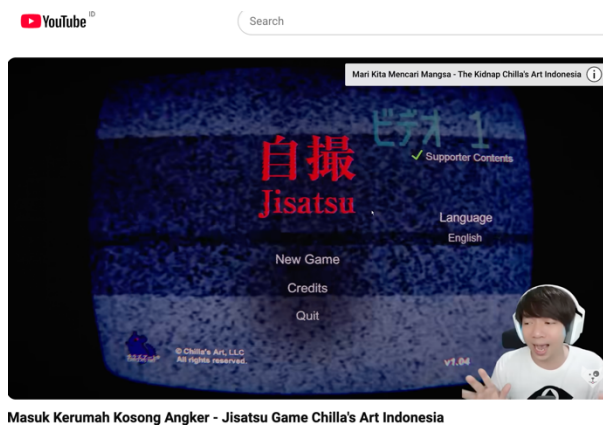 YouTube ID
Search
Mari Kita Mencari Mangsa - The Kidnap Chilla's Art Indonesia
ビデオ 1
自撮
Jisatsu
Supporter Contents
Language
English
New Game
Credits
Quit
© Chilla's Art, LLC
All rights reserved.
v1.04
Masuk Kerumah Kosong Angker - Jisatsu Game Chilla's Art Indonesia